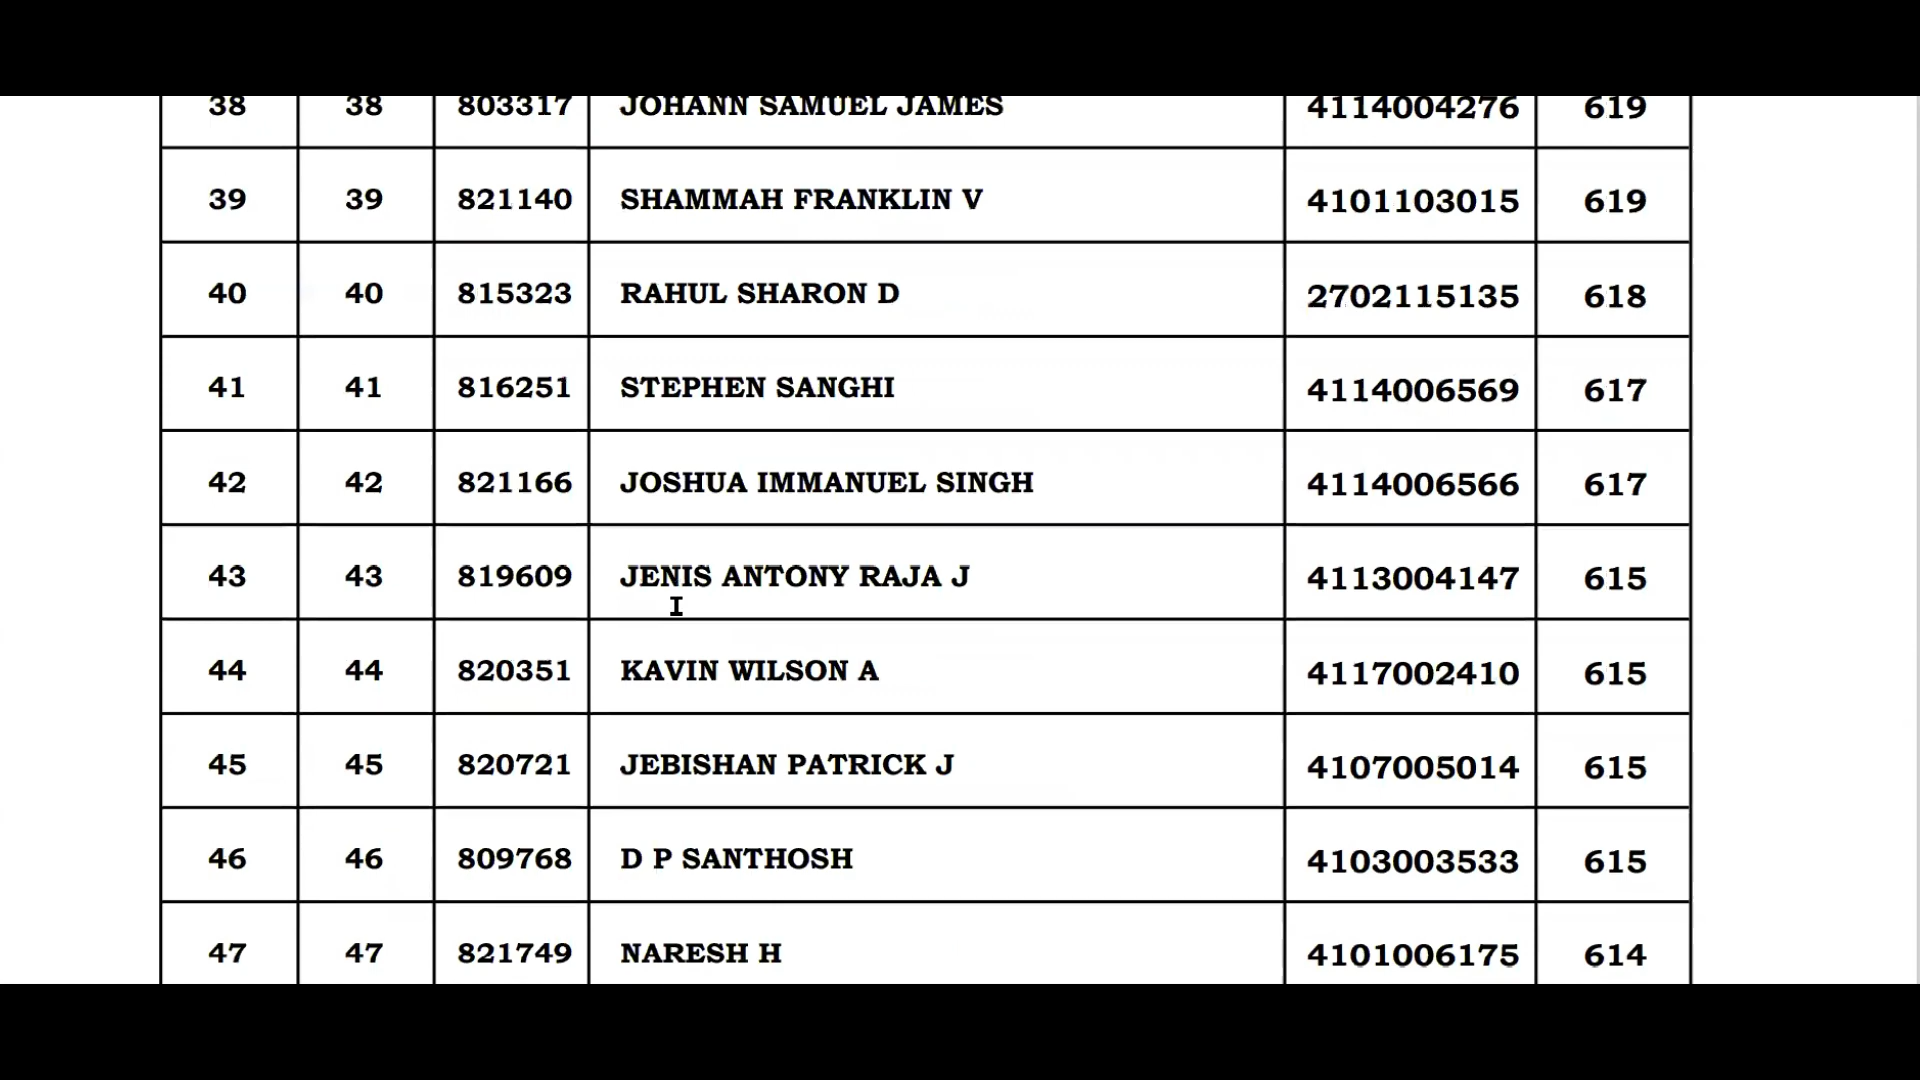 38 38 803317 JOHANN SAMUEL JAMES 4114004276 619
39 39 821140 SHAMMAH FRANKLIN V 4101103015 619
40 40 815323 RAHUL SHARON D 2702115135 618
41 41 816251 STEPHEN SANGHI 4114006569 617
42 42 821166 JOSHUA IMMANUEL SINGH 4114006566 617
43 43 819609 JENIS ANTONY RAJA J 4113004147 615
44 44 820351 KAVIN WILSON A 4117002410 615
45 45 820721 JEBISHAN PATRICK J 4107005014 615
46 46 809768 D P SANTHOSH 4103003533 615
47 47 821749 NARESH H 4101006175 614